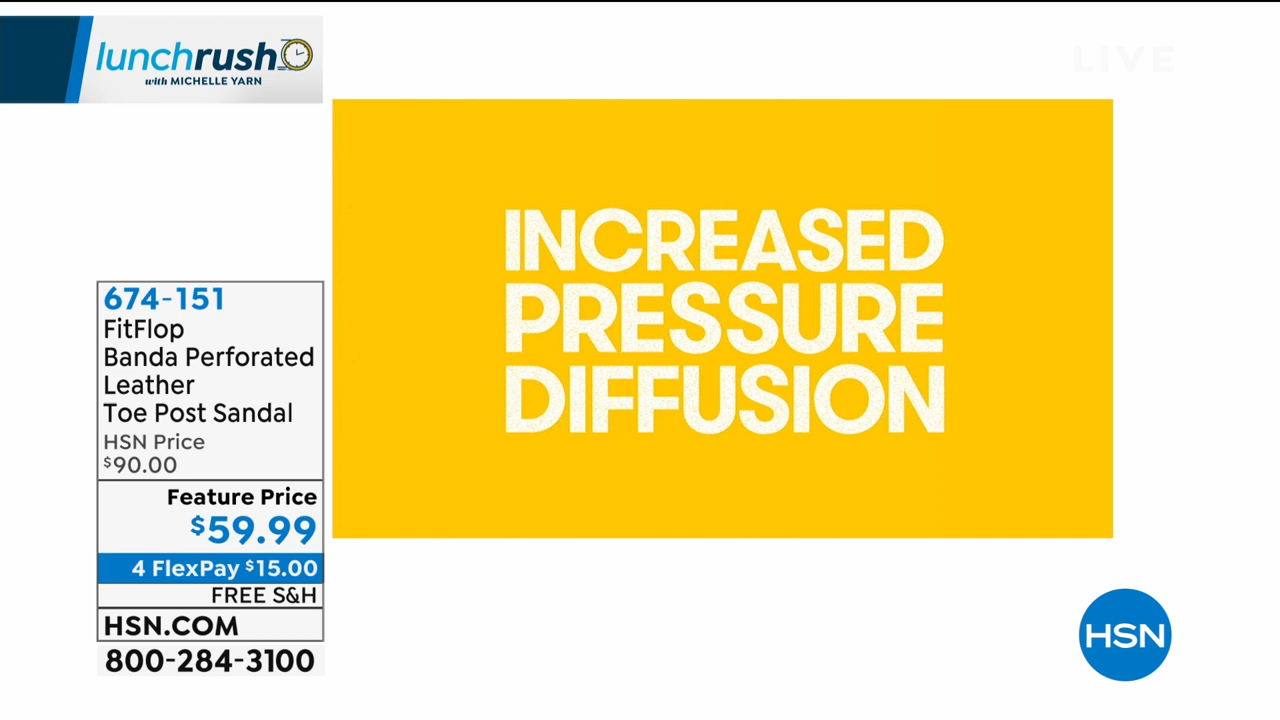 lunchrush
with MICHELLE YARN
LIVE
INCREASED
PRESSURE
DIFFUSION
674-151
FitFlop
Banda Perforated
Leather
Toe Post Sandal
HSN Price
$90.00
Feature Price
$59.99
4 FlexPay $15.00
FREE S&H
HSN.COM
800-284-3100
HSN